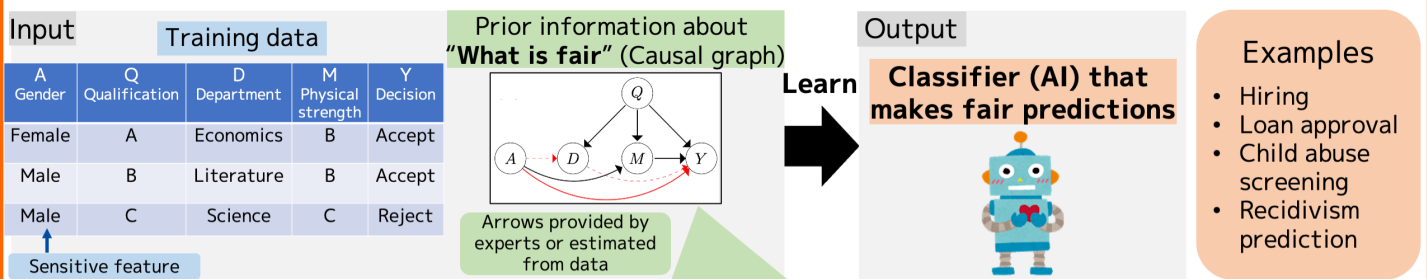 Input
Training data
A Q D M Y
Gender Qualification Department Physical strength Decision
Female A Economics B Accept
Male B Literature B Accept
Male C Science C Reject
Sensitive feature
Prior information about
“What is fair” (Causal graph)
Q
A D M Y
Arrows provided by
experts or estimated
from data
Learn
Output
Classifier (AI) that
makes fair predictions
Examples
• Hiring
• Loan approval
• Child abuse
screening
• Recidivism
prediction